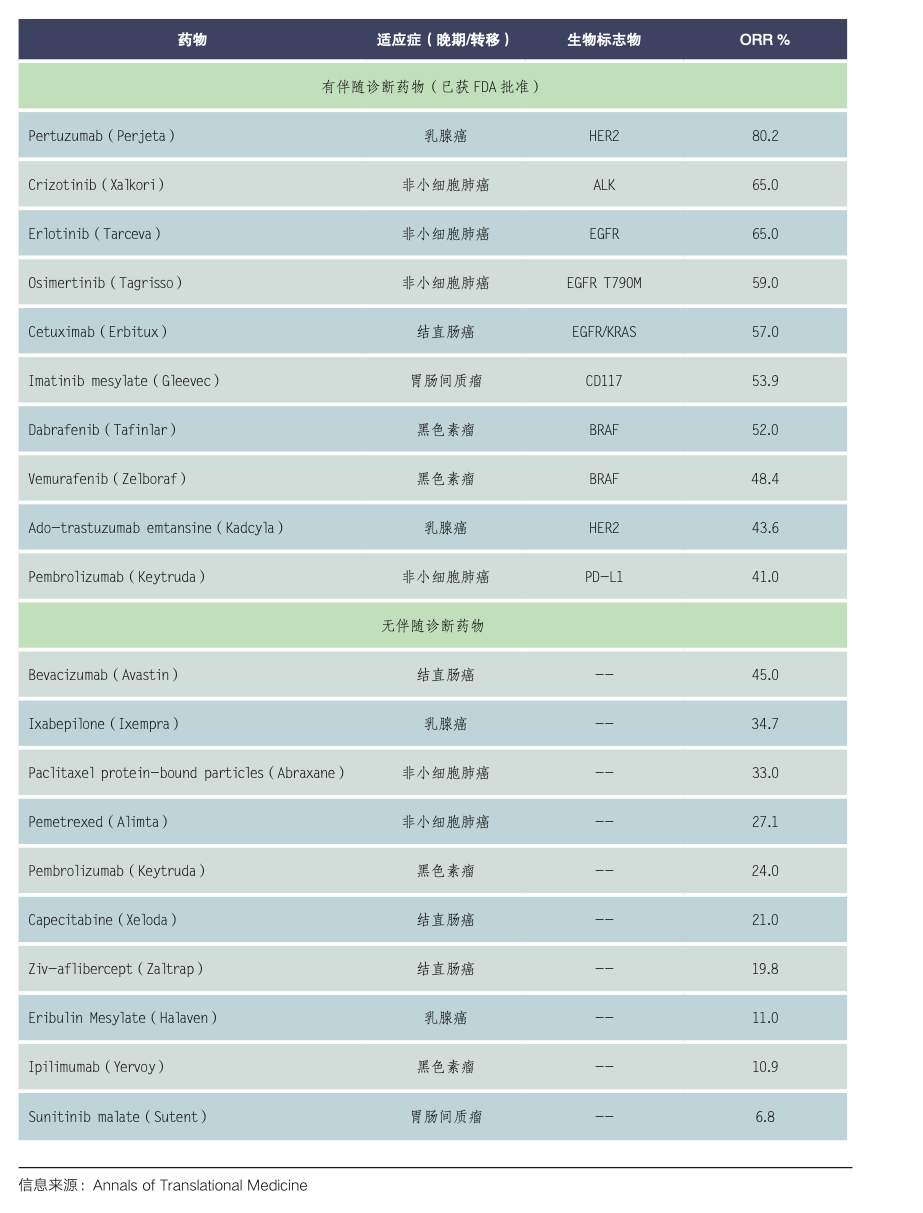 药物 适应症（晚期/转移） 生物标志物 ORR %
有伴随诊断药物（已获FDA批准）
Pertuzumab（Perjeta） 乳腺癌 HER2 80.2
Crizotinib（Xalkori） 非小细胞肺癌 ALK 65.0
Erlotinib（Tarceva） 非小细胞肺癌 EGFR 65.0
Osimertinib（Tagrisso） 非小细胞肺癌 EGFR T790M 59.0
Cetuximab（Erbitux） 结直肠癌 EGFR/KRAS 57.0
Imatinib mesylate（Gleevec） 胃肠间质瘤 CD117 53.9
Dabrafenib（Tafinlar） 黑色素瘤 BRAF 52.0
Vemurafenib（Zelboraf） 黑色素瘤 BRAF 48.4
Ado-trastuzumab emtansine（Kadcyla） 乳腺癌 HER2 43.6
Pembrolizumab（Keytruda） 非小细胞肺癌 PD-L1 41.0
无伴随诊断药物
Bevacizumab（Avastin） 结直肠癌 -- 45.0
Ixabepilone（Ixempra） 乳腺癌 -- 34.7
Paclitaxel protein-bound particles（Abraxane） 非小细胞肺癌 -- 33.0
Pemetrexed（Alimta） 非小细胞肺癌 -- 27.1
Pembrolizumab（Keytruda） 黑色素瘤 -- 24.0
Capecitabine（Xeloda） 结直肠癌 -- 21.0
Ziv-aflibercept（Zaltrap） 结直肠癌 -- 19.8
Eribulin Mesylate（Halaven） 乳腺癌 -- 11.0
Ipilimumab（Yervoy） 黑色素瘤 -- 10.9
Sunitinib malate（Sutent） 胃肠间质瘤 -- 6.8
信息来源：Annals of Translational Medicine